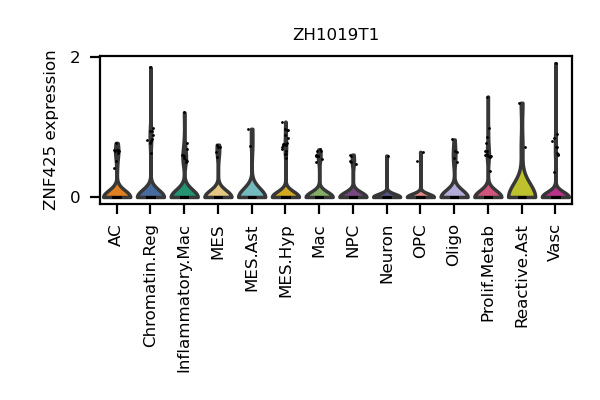 ZH1019T1
ZNF425 expression
2
0
AC
Chromatin.Reg
Inflammatory.Mac
MES
MES.Ast
MES.Hyp
Mac
NPC
Neuron
OPC
Oligo
Prolif.Metab
Reactive.Ast
Vasc